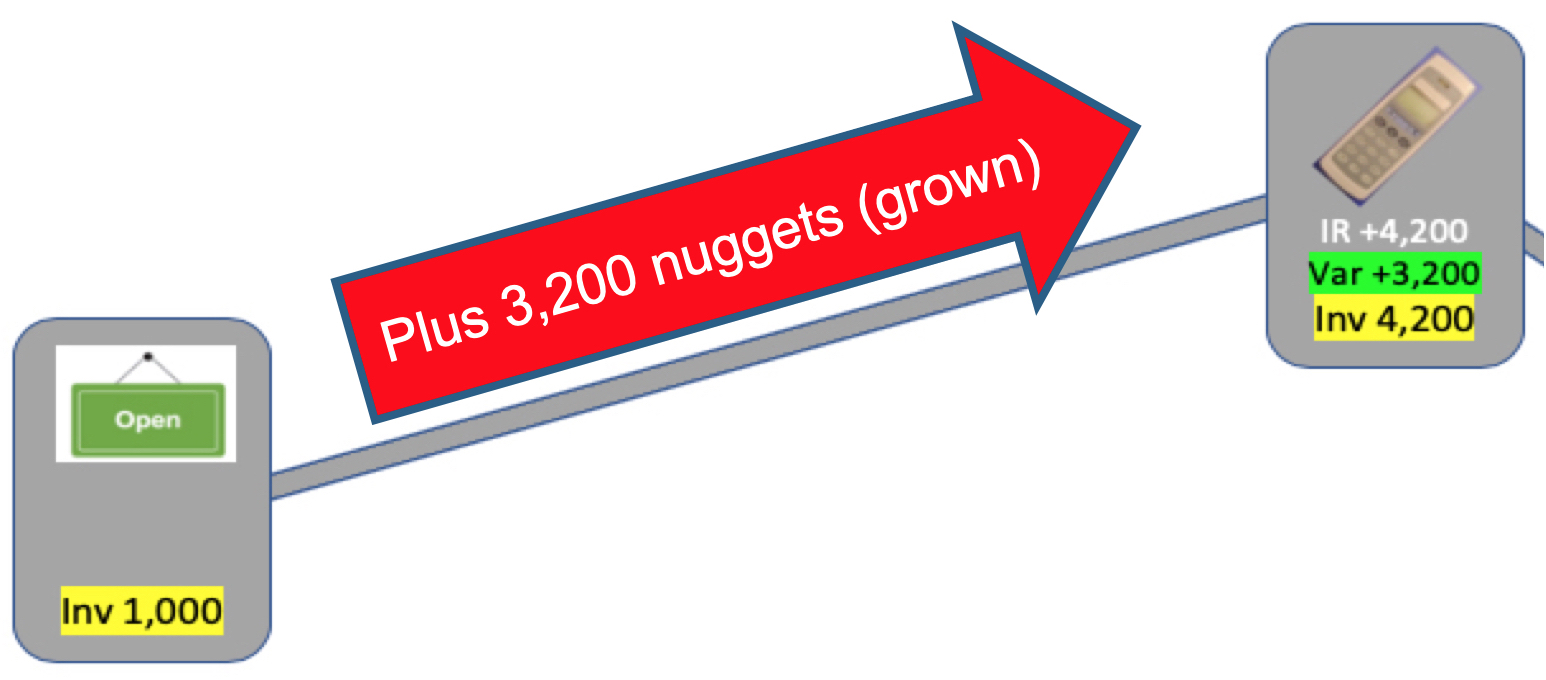 Open
Inv 1,000
Plus 3,200 nuggets (grown)
IR +4,200
Var +3,200
Inv 4,200